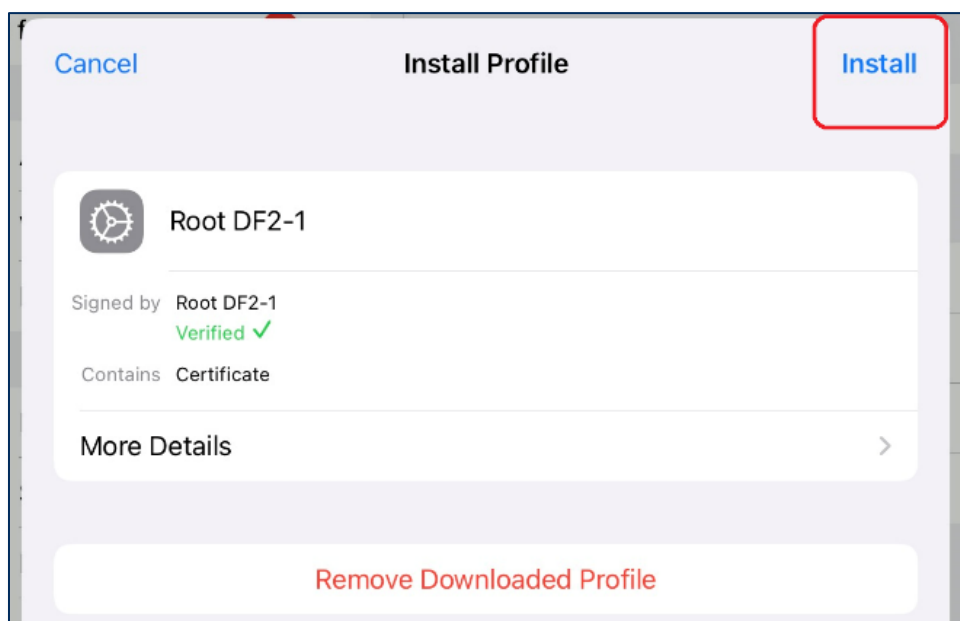 Cancel Install Profile Install
Root DF2-1
Signed by Root DF2-1
Verified ✓
Contains Certificate
More Details
Remove Downloaded Profile